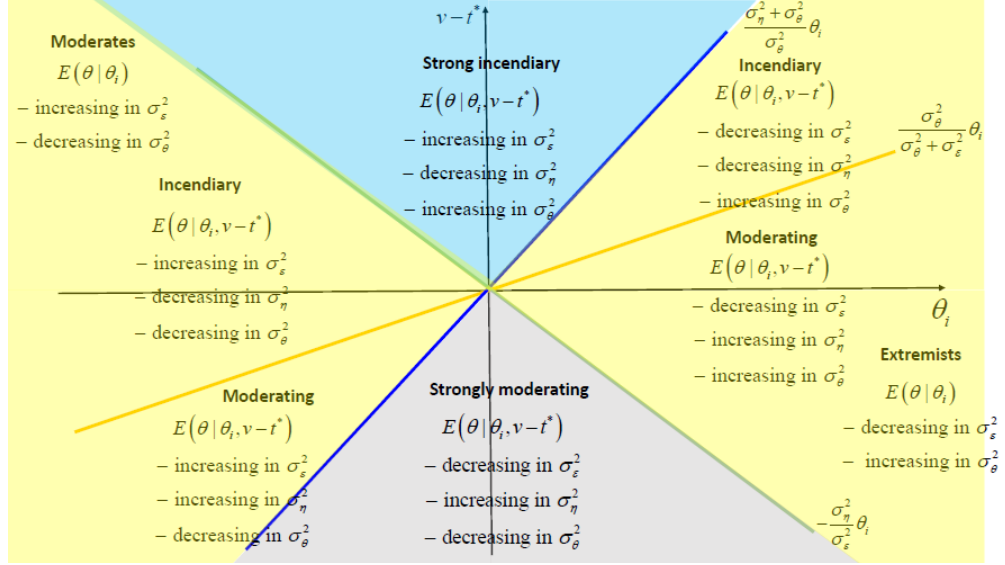 v − t*
(σ_η² + σ_θ²)/σ_θ² θ_i
Moderates
E(θ | θ_i)
− increasing in σ_ε²
− decreasing in σ_θ²
Strong incendiary
E(θ | θ_i, v − t*)
− increasing in σ_ε²
− decreasing in σ_η²
− increasing in σ_θ²
Incendiary
E(θ | θ_i, v − t*)
− decreasing in σ_ε²
− decreasing in σ_η²
− increasing in σ_θ²
σ_θ²/(σ_θ² + σ_ε²) θ_i
Incendiary
E(θ | θ_i, v − t*)
− increasing in σ_ε²
− decreasing in σ_η²
− decreasing in σ_θ²
Moderating
E(θ | θ_i, v − t*)
− decreasing in σ_ε²
− increasing in σ_η²
− increasing in σ_θ²
θ_i
Extremists
E(θ | θ_i)
− decreasing in σ_ε²
− increasing in σ_θ²
Moderating
E(θ | θ_i, v − t*)
− increasing in σ_ε²
− increasing in σ_η²
− decreasing in σ_θ²
Strongly moderating
E(θ | θ_i, v − t*)
− decreasing in σ_ε²
− increasing in σ_η²
− decreasing in σ_θ²
−σ_η²/σ_ε² θ_i